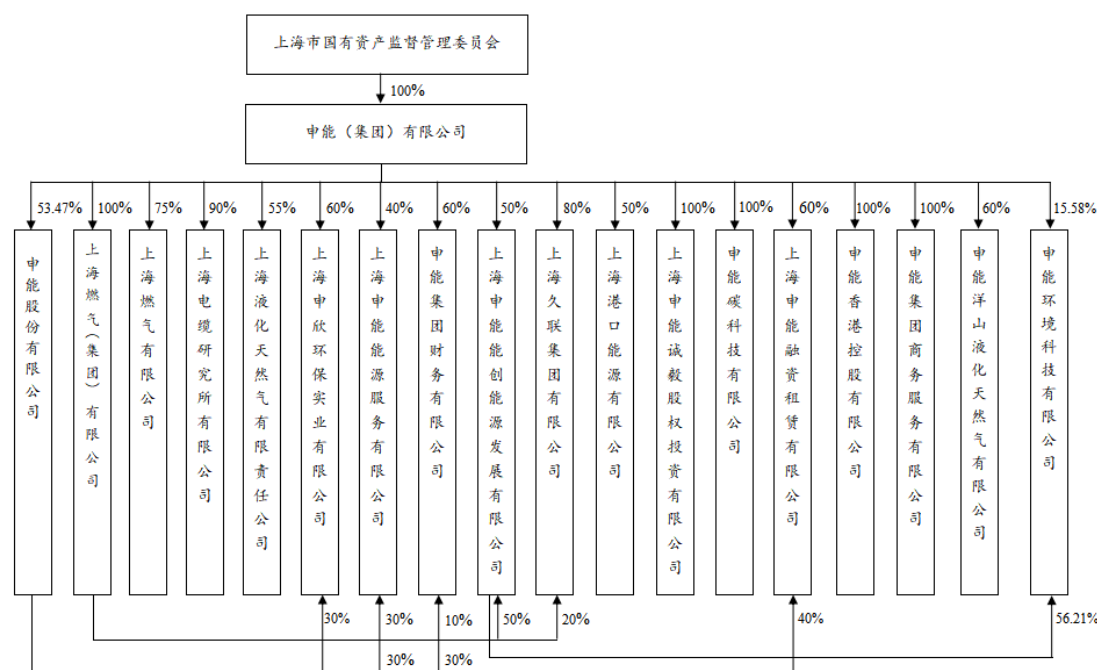 上海市国有资产监督管理委员会
100%
申能（集团）有限公司
53.47%
100%
75%
90%
55%
60%
40%
60%
50%
80%
50%
100%
100%
60%
100%
100%
60%
15.58%
申能股份有限公司
上海燃气（集团）有限公司
上海燃气有限公司
上海电缆研究所有限公司
上海液化天然气有限责任公司
上海申欣环保实业有限公司
上海申能能源服务有限公司
申能集团财务有限公司
上海申能能创能源发展有限公司
上海久联集团有限公司
上海港口能源有限公司
上海申能诚毅股权投资有限公司
申能碳科技有限公司
上海申能融资租赁有限公司
申能香港控股有限公司
申能集团商务服务有限公司
申能洋山液化天然气有限公司
申能环境科技有限公司
30%
30%
10%
50%
20%
40%
56.21%
30%
30%